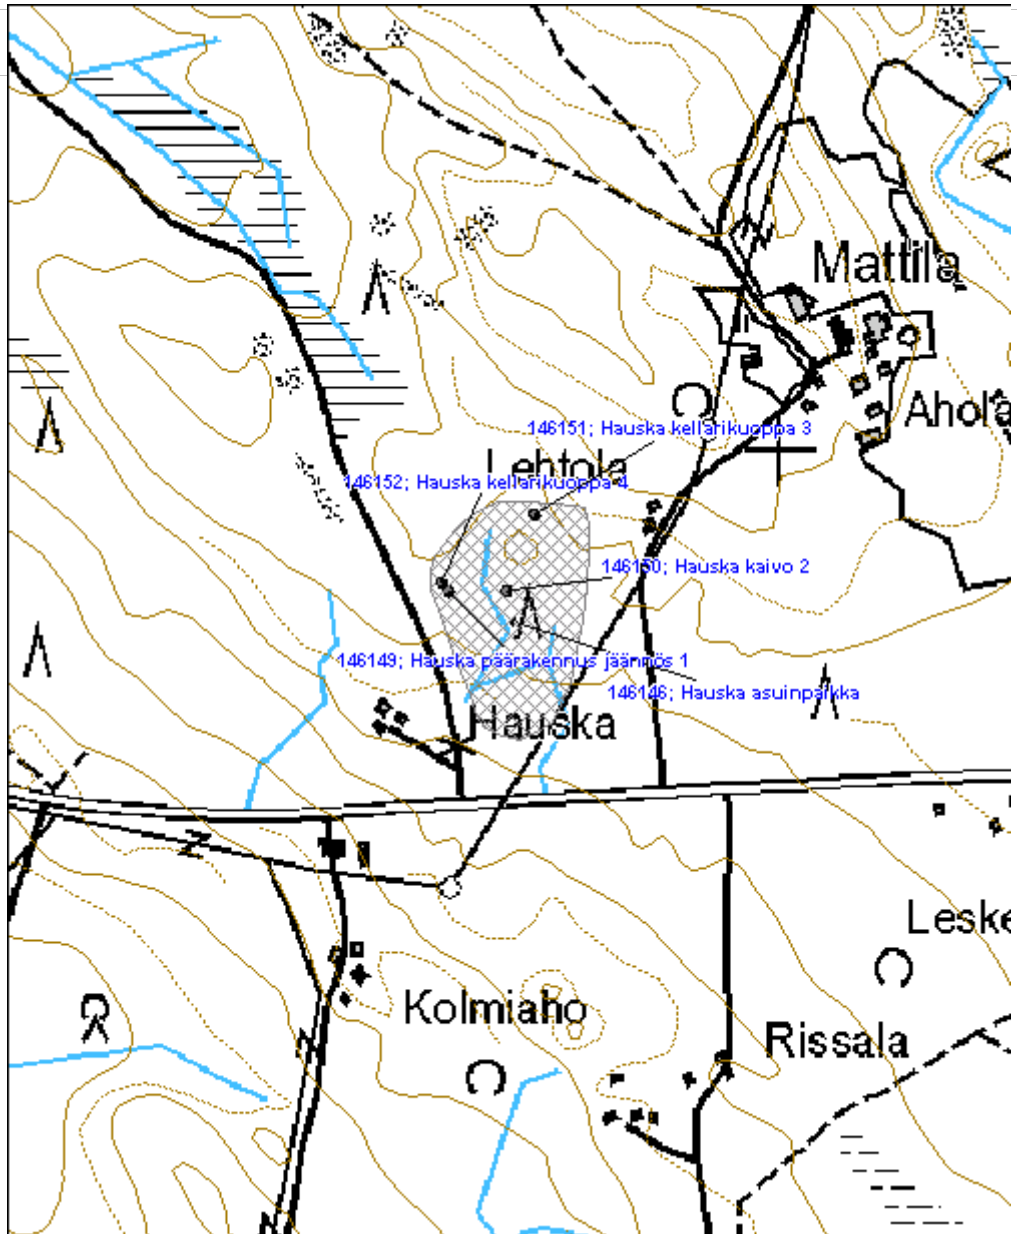 Mattila
Ahola
146151; Hauska kellarikuoppa 3
Lehtola
146152; Hauska kellarikuoppa 4
146150; Hauska kaivo 2
146149; Hauska päärakennus jäännös 1
146146; Hauska asuinpaikka
Hauska
Leske
Kolmiaho
Rissala